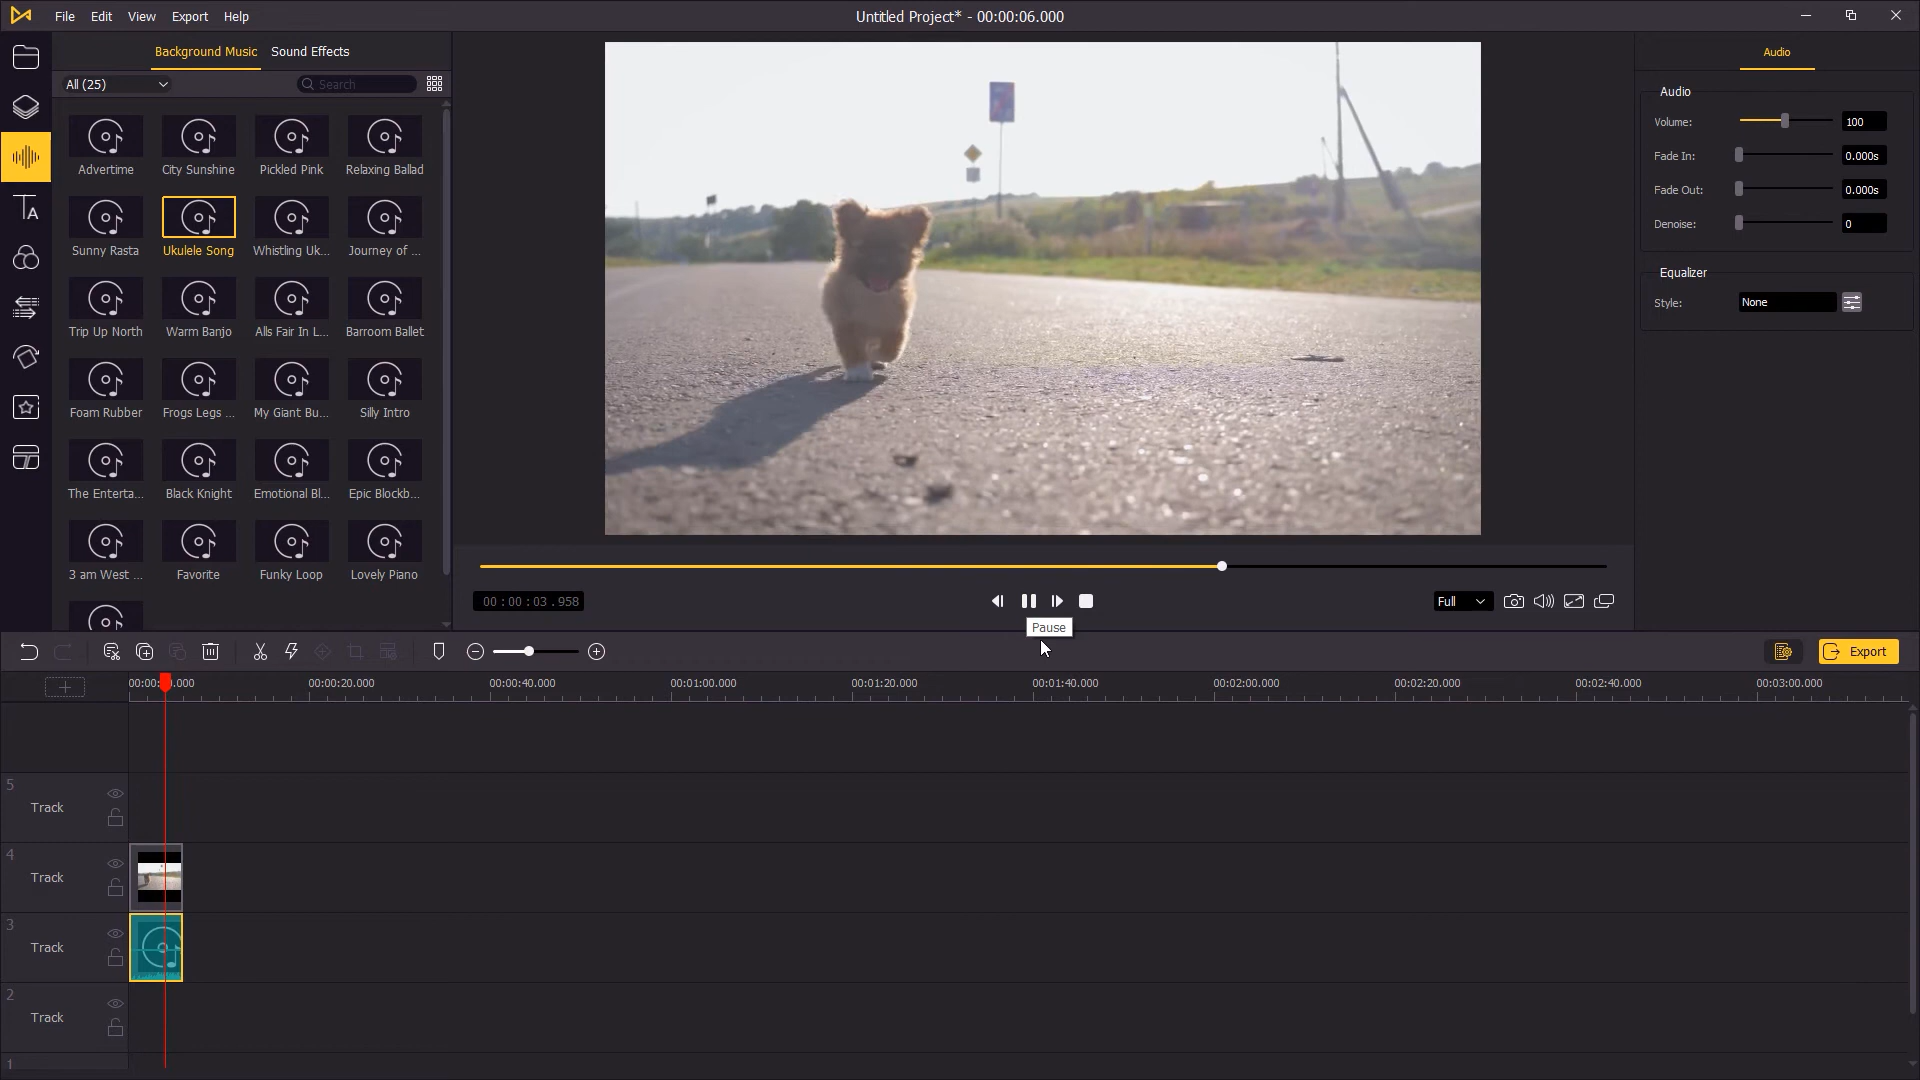 File Edit View Export Help
Untitled Project* - 00:00:06.000
Background Music Sound Effects
All (25)
Search
Advertime City Sunshine Pickled Pink Relaxing Ballad
Sunny Rasta Ukulele Song Whistling Uk... Journey of ...
Trip Up North Warm Banjo Alls Fair In L... Barroom Ballet
Foam Rubber Frogs Legs ... My Giant Bu... Silly Intro
The Enterta... Black Knight Emotional Bl... Epic Blockb...
3 am West ... Favorite Funky Loop Lovely Piano
Audio
Audio
Volume: 100
Fade In: 0.000s
Fade Out: 0.000s
Denoise: 0
Equalizer
Style: None
00:00:03.958
Full
Pause
Export
00:00:20.000 00:00:40.000 00:01:00.000 00:01:20.000 00:01:40.000 00:02:00.000 00:02:20.000 00:02:40.000 00:03:00.000
5
Track
4
Track
3
Track
2
Track
1